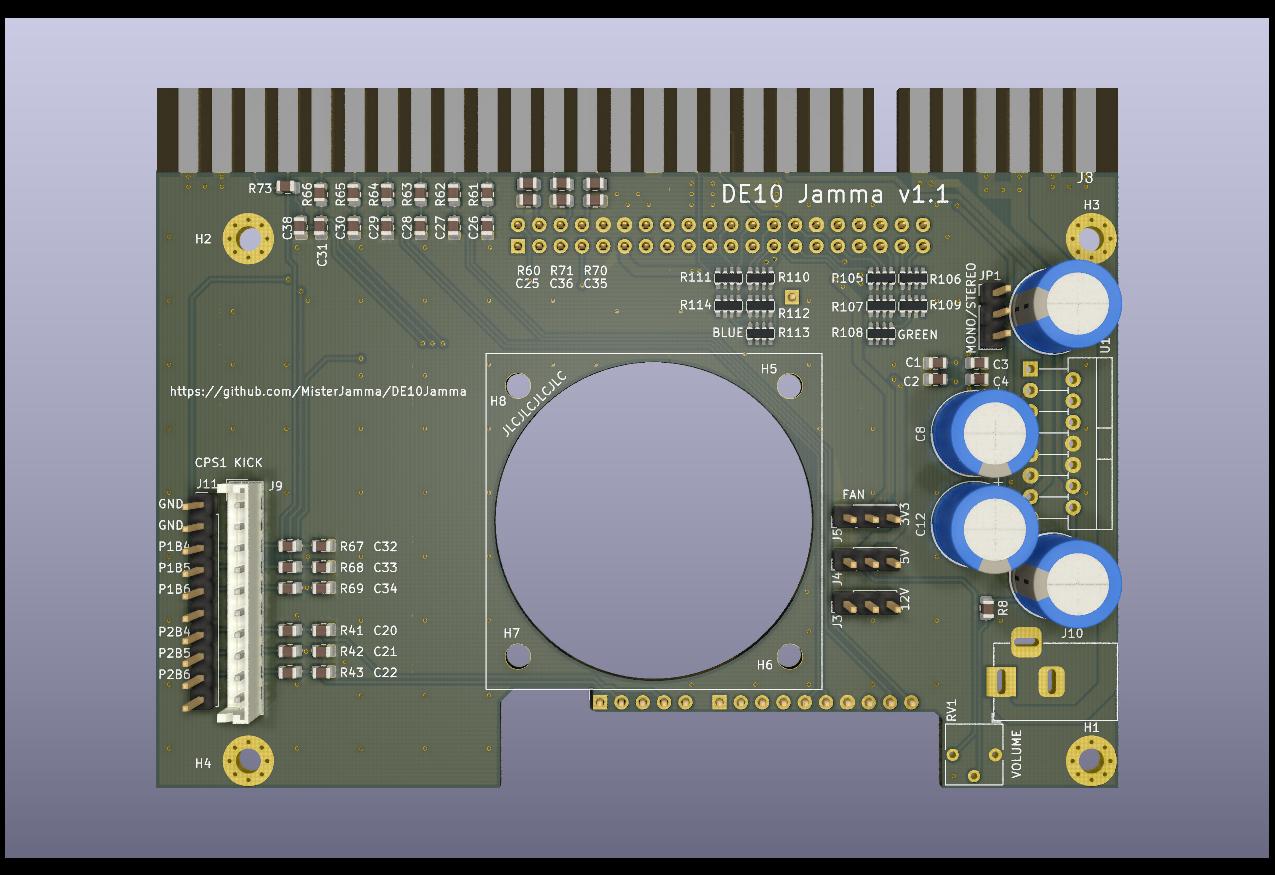 DE10 Jamma v1.1
J3
R73
R66
R65
R64
R63
R62
R61
C38
C31
C30
C29
C28
C27
C26
H2
H3
R60 R71 R70
C25 C36 C35
R111 R110
R114 R112
BLUE R113
R105 R106
R107 R109
R108 GREEN
MONO/STEREO
JP1
U1
C1 C3
C2 C4
https://github.com/MisterJamma/DE10Jamma
H8
JLCJLCJLCJLC
H5
H7
H6
C8
C12
CPS1 KICK
J11
J9
GND
GND
P1B4
P1B5
P1B6
P2B4
P2B5
P2B6
R67 C32
R68 C33
R69 C34
R41 C20
R42 C21
R43 C22
FAN
J5
3V3
J4
5V
J3
12V
R8
J10
RV1
VOLUME
H1
H4